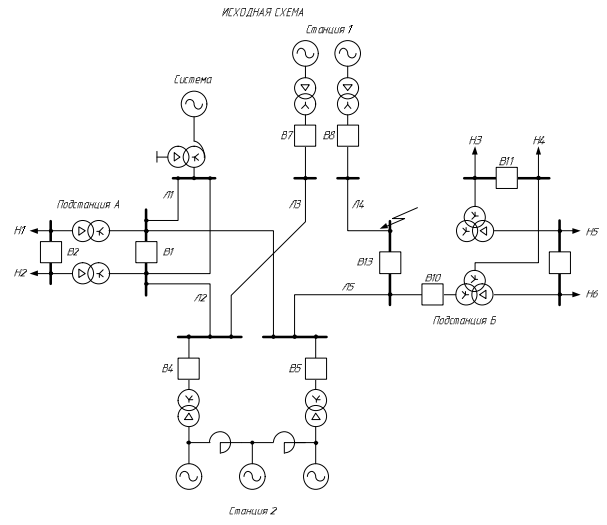 ИСХОДНАЯ СХЕМА
Станция 1
Система
В7
В8
Н3
Н4
В11
Л1
Л3
Л4
Подстанция А
Н1
В2
В1
Н2
Н5
В13
В10
Л5
Н6
Л2
Подстанция Б
В4
В5
Станция 2